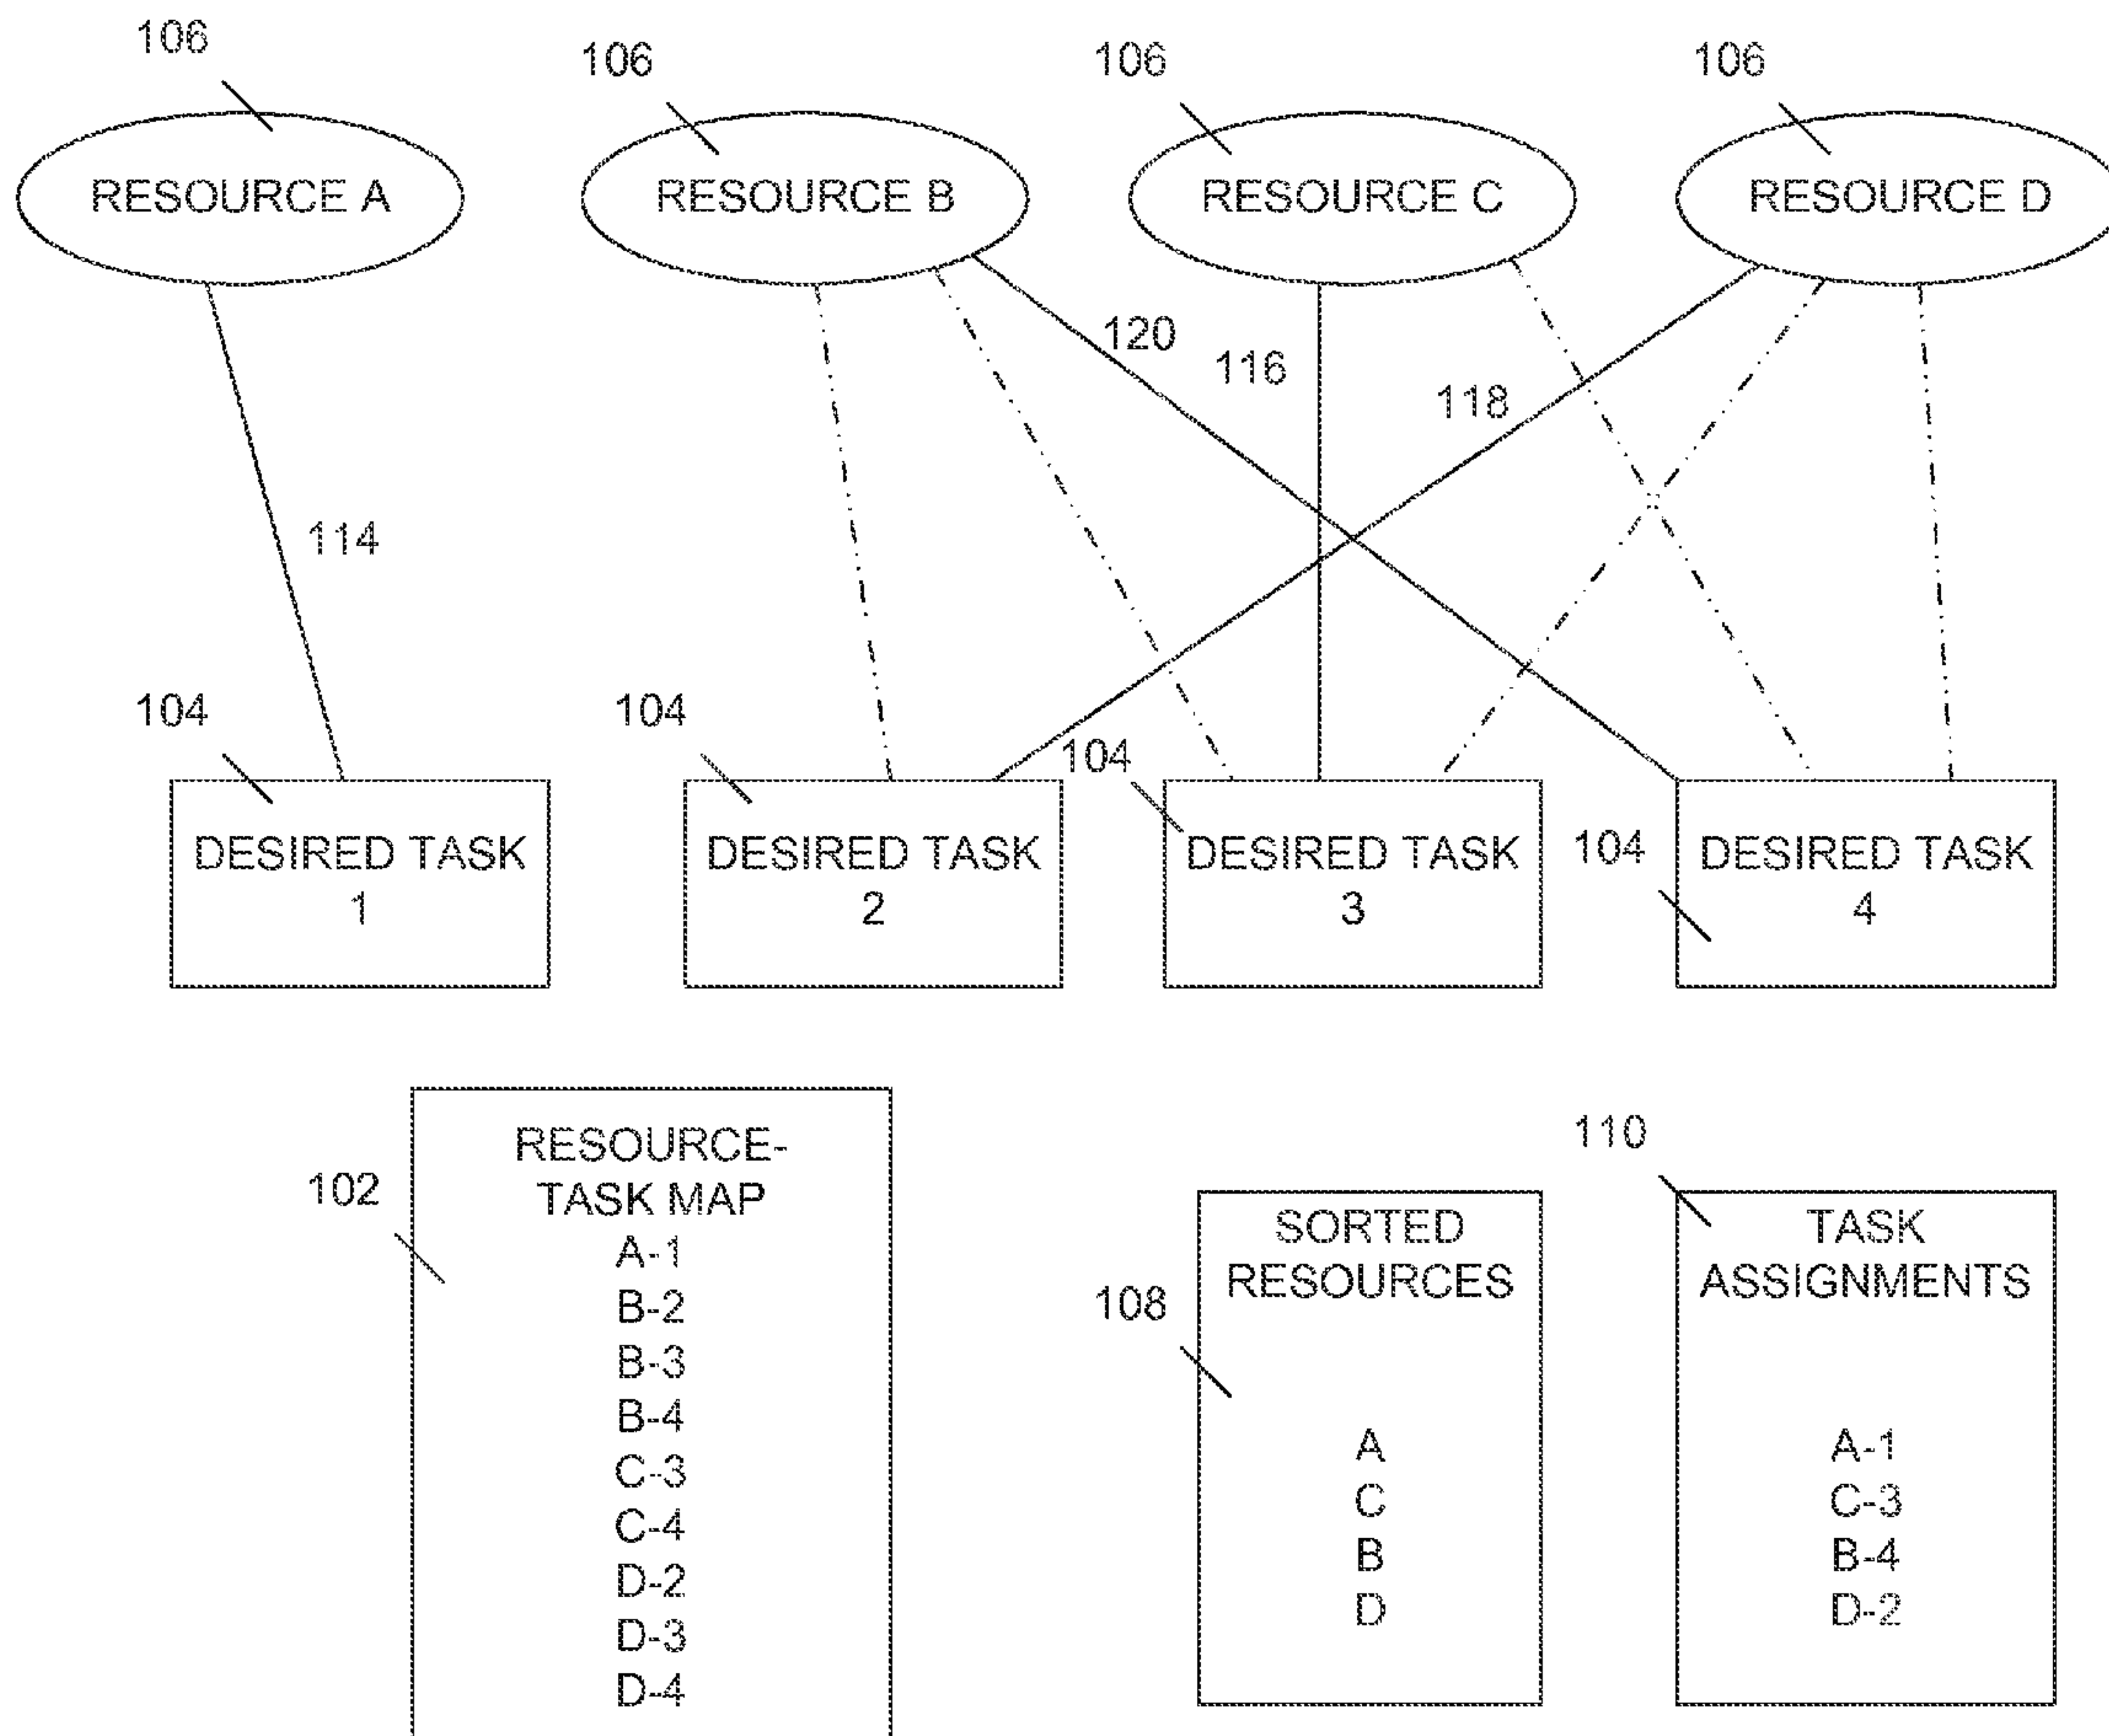 106
106
106
106
RESOURCE A
RESOURCE B
RESOURCE C
RESOURCE D
120
116
118
114
104
104
104
104
DESIRED TASK
1
DESIRED TASK
2
DESIRED TASK
3
DESIRED TASK
4
102
RESOURCE-
TASK MAP
A-1
B-2
B-3
B-4
C-3
C-4
D-2
D-3
D-4
108
SORTED
RESOURCES
A
C
B
D
110
TASK
ASSIGNMENTS
A-1
C-3
B-4
D-2